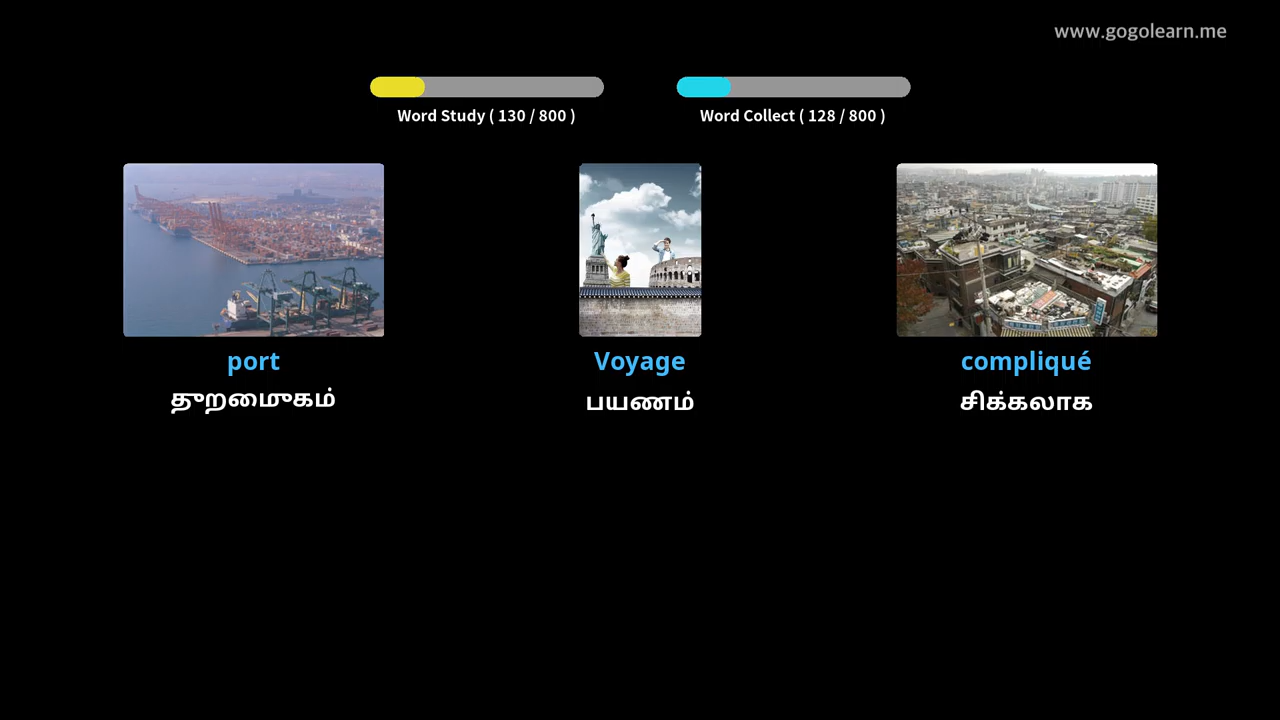 www.gogolearn.me
Word Study ( 130 / 800 )
Word Collect ( 128 / 800 )
port
Voyage
compliqué
துறைமுகம்
பயணம்
சிக்கலாக